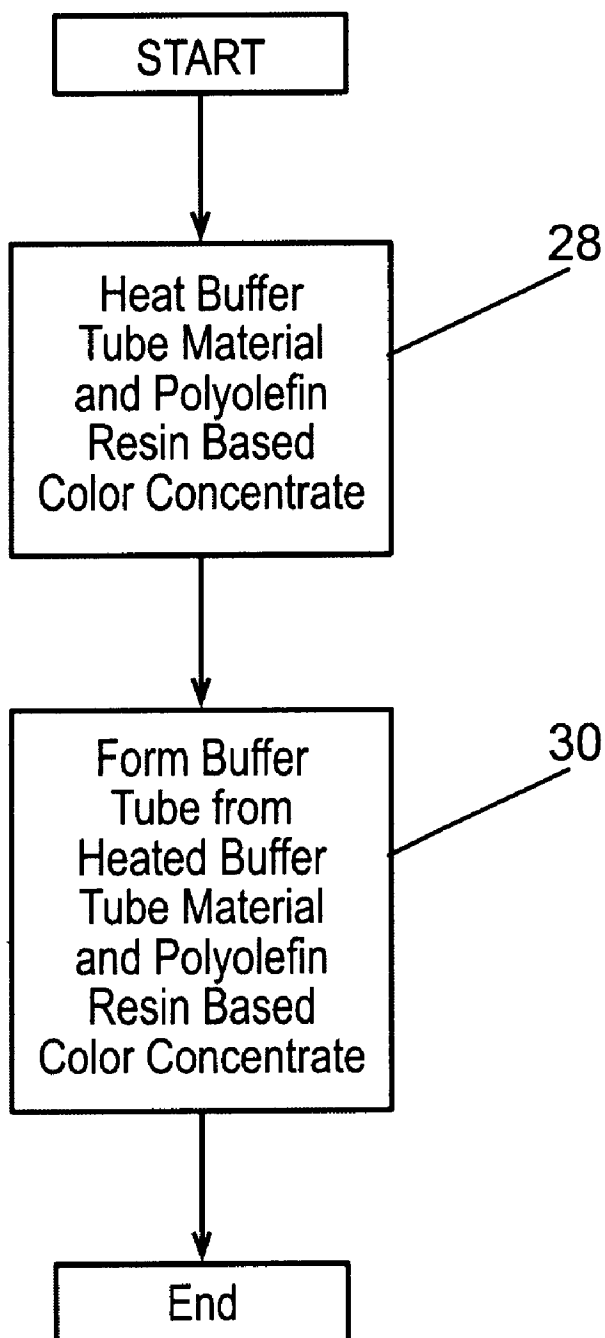 START
28
Heat Buffer
Tube Material
and Polyolefin
Resin Based
Color Concentrate
30
Form Buffer
Tube from
Heated Buffer
Tube Material
and Polyolefin
Resin Based
Color Concentrate
End